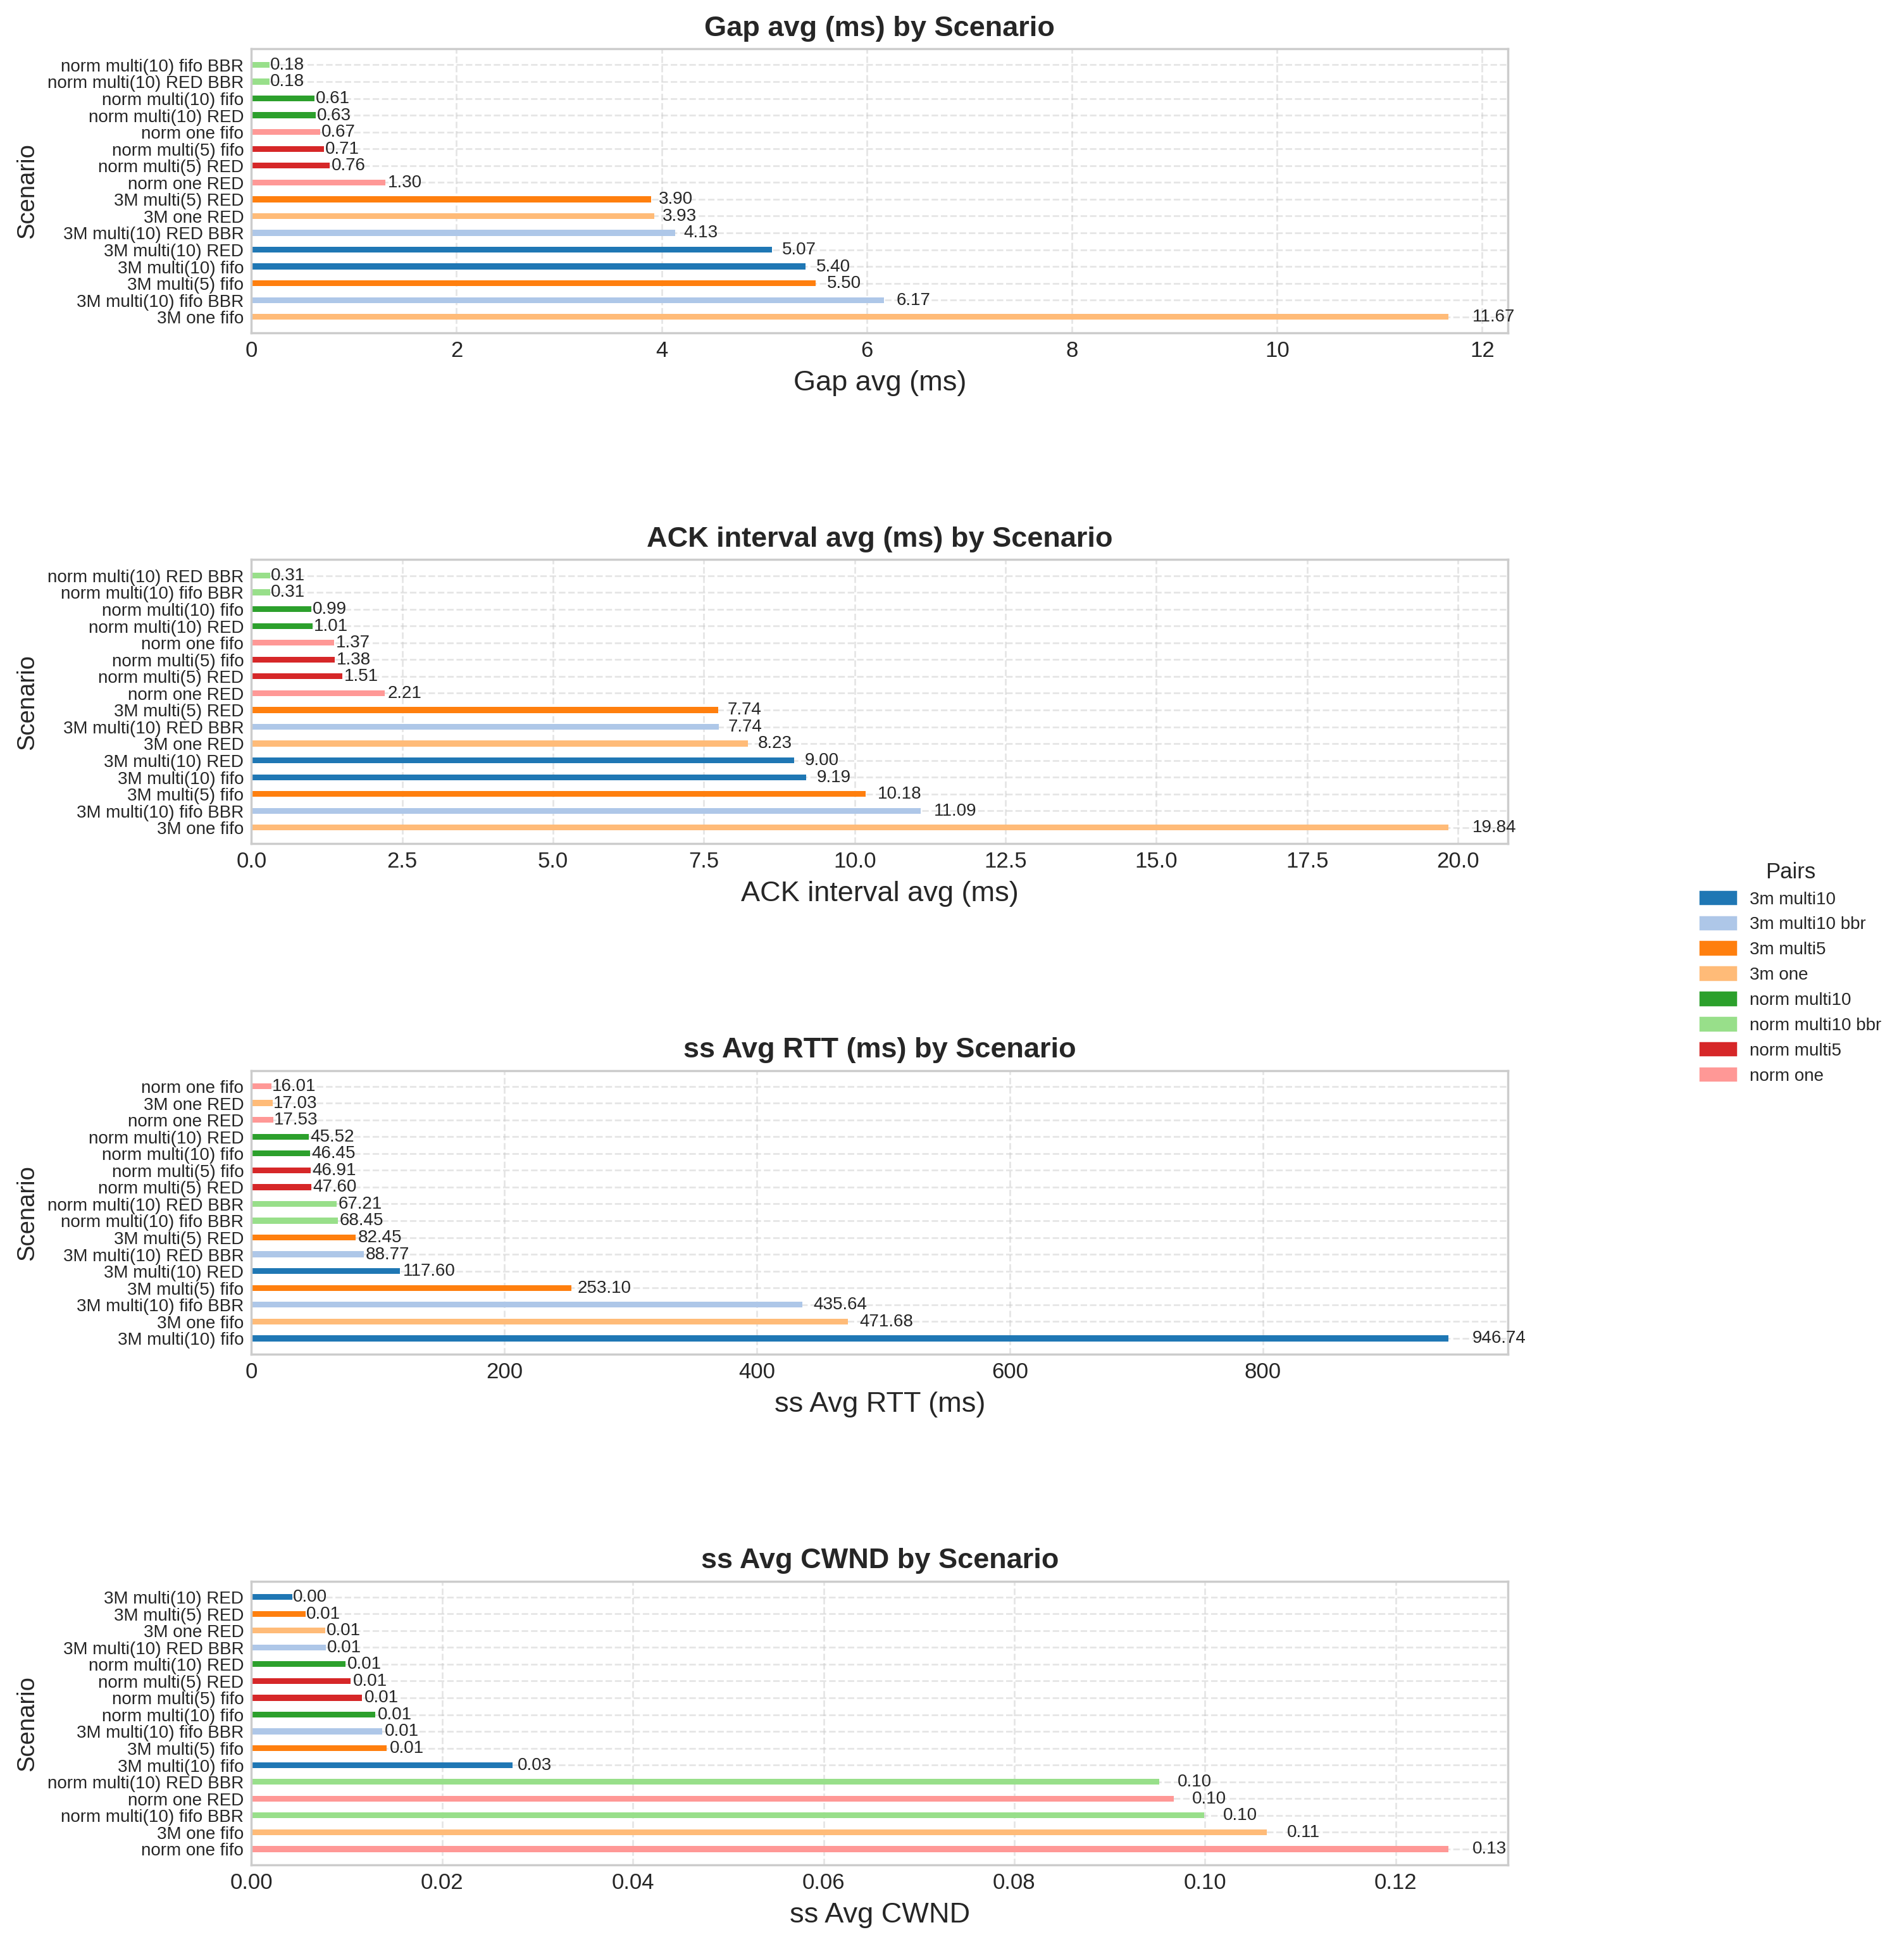 Gap avg (ms) by Scenario
Scenario
norm multi(10) fifo BBR 0.18
norm multi(10) RED BBR 0.18
norm multi(10) fifo 0.61
norm multi(10) RED 0.63
norm one fifo 0.67
norm multi(5) fifo 0.71
norm multi(5) RED 0.76
norm one RED 1.30
3M multi(5) RED 3.90
3M one RED 3.93
3M multi(10) RED BBR 4.13
3M multi(10) RED 5.07
3M multi(10) fifo 5.40
3M multi(5) fifo 5.50
3M multi(10) fifo BBR 6.17
3M one fifo 11.67
0 2 4 6 8 10 12
Gap avg (ms)
ACK interval avg (ms) by Scenario
Scenario
norm multi(10) RED BBR 0.31
norm multi(10) fifo BBR 0.31
norm multi(10) fifo 0.99
norm multi(10) RED 1.01
norm one fifo 1.37
norm multi(5) fifo 1.38
norm multi(5) RED 1.51
norm one RED 2.21
3M multi(5) RED 7.74
3M multi(10) RED BBR 7.74
3M one RED 8.23
3M multi(10) RED 9.00
3M multi(10) fifo 9.19
3M multi(5) fifo 10.18
3M multi(10) fifo BBR 11.09
3M one fifo 19.84
0.0 2.5 5.0 7.5 10.0 12.5 15.0 17.5 20.0
ACK interval avg (ms)
Pairs
3m multi10
3m multi10 bbr
3m multi5
3m one
norm multi10
norm multi10 bbr
norm multi5
norm one
ss Avg RTT (ms) by Scenario
Scenario
norm one fifo 16.01
3M one RED 17.03
norm one RED 17.53
norm multi(10) RED 45.52
norm multi(10) fifo 46.45
norm multi(5) fifo 46.91
norm multi(5) RED 47.60
norm multi(10) RED BBR 67.21
norm multi(10) fifo BBR 68.45
3M multi(5) RED 82.45
3M multi(10) RED BBR 88.77
3M multi(10) RED 117.60
3M multi(5) fifo 253.10
3M multi(10) fifo BBR 435.64
3M one fifo 471.68
3M multi(10) fifo 946.74
0 200 400 600 800
ss Avg RTT (ms)
ss Avg CWND by Scenario
Scenario
3M multi(10) RED 0.00
3M multi(5) RED 0.01
3M one RED 0.01
3M multi(10) RED BBR 0.01
norm multi(10) RED 0.01
norm multi(5) RED 0.01
norm multi(5) fifo 0.01
norm multi(10) fifo 0.01
3M multi(10) fifo BBR 0.01
3M multi(5) fifo 0.01
3M multi(10) fifo 0.03
norm multi(10) RED BBR 0.10
norm one RED 0.10
norm multi(10) fifo BBR 0.10
3M one fifo 0.11
norm one fifo 0.13
0.00 0.02 0.04 0.06 0.08 0.10 0.12
ss Avg CWND